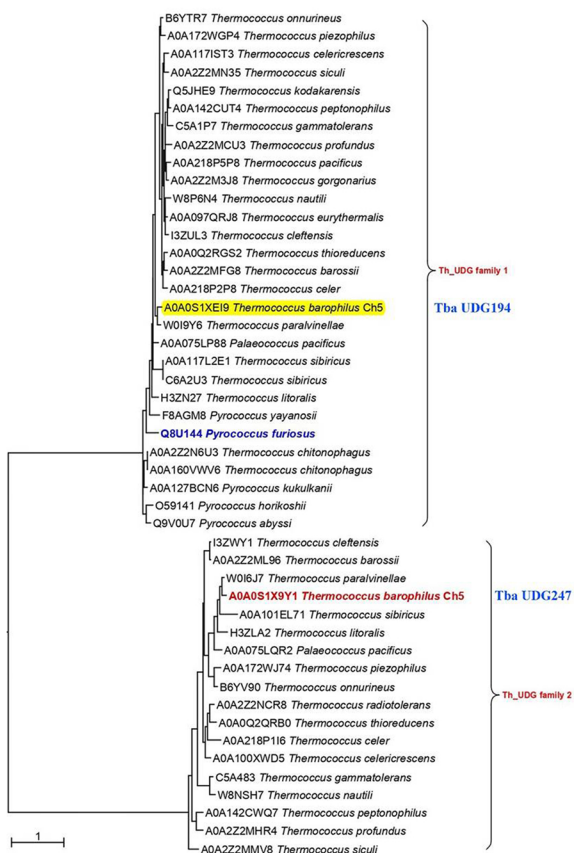 B6YTR7 Thermococcus onnurineus
A0A172WGP4 Thermococcus piezophilus
A0A117IST3 Thermococcus celericrescens
A0A2Z2MN35 Thermococcus siculi
Q5JHE9 Thermococcus kodakarensis
A0A142CUT4 Thermococcus peptonophilus
C5A1P7 Thermococcus gammatolerans
A0A2Z2MCU3 Thermococcus profundus
A0A218P5P8 Thermococcus pacificus
A0A2Z2M3J8 Thermococcus gorgonarius
W8P6N4 Thermococcus nautili
A0A097QRJ8 Thermococcus eurythermalis
I3ZUL3 Thermococcus cleftensis
A0A0Q2RGS2 Thermococcus thioreducens
A0A2Z2MFG8 Thermococcus barossii
Th_UDG family 1
A0A218P2P8 Thermococcus celer
A0A0S1XEI9 Thermococcus barophilus Ch5
Tba UDG194
W0I9Y6 Thermococcus paralvinellae
A0A075LP88 Palaeococcus pacificus
A0A117L2E1 Thermococcus sibiricus
C6A2U3 Thermococcus sibiricus
H3ZN27 Thermococcus litoralis
F8AGM8 Pyrococcus yayanosii
Q8U144 Pyrococcus furiosus
A0A2Z2N6U3 Thermococcus chitonophagus
A0A160VWV6 Thermococcus chitonophagus
A0A127BCN6 Pyrococcus kukulkanii
O59141 Pyrococcus horikoshii
Q9V0U7 Pyrococcus abyssi
I3ZWY1 Thermococcus cleftensis
A0A2Z2ML96 Thermococcus barossii
W0I6J7 Thermococcus paralvinellae
A0A0S1X9Y1 Thermococcus barophilus Ch5
Tba UDG247
A0A101EL71 Thermococcus sibiricus
H3ZLA2 Thermococcus litoralis
A0A075LQR2 Palaeococcus pacificus
A0A172WJ74 Thermococcus piezophilus
B6YV90 Thermococcus onnurineus
Th_UDG family 2
A0A2Z2NCR8 Thermococcus radiotolerans
A0A0Q2QRB0 Thermococcus thioreducens
A0A218P1I6 Thermococcus celer
A0A100XWD5 Thermococcus celericrescens
C5A483 Thermococcus gammatolerans
W8NSH7 Thermococcus nautili
A0A142CWQ7 Thermococcus peptonophilus
A0A2Z2MHR4 Thermococcus profundus
A0A2Z2MMV8 Thermococcus siculi
1